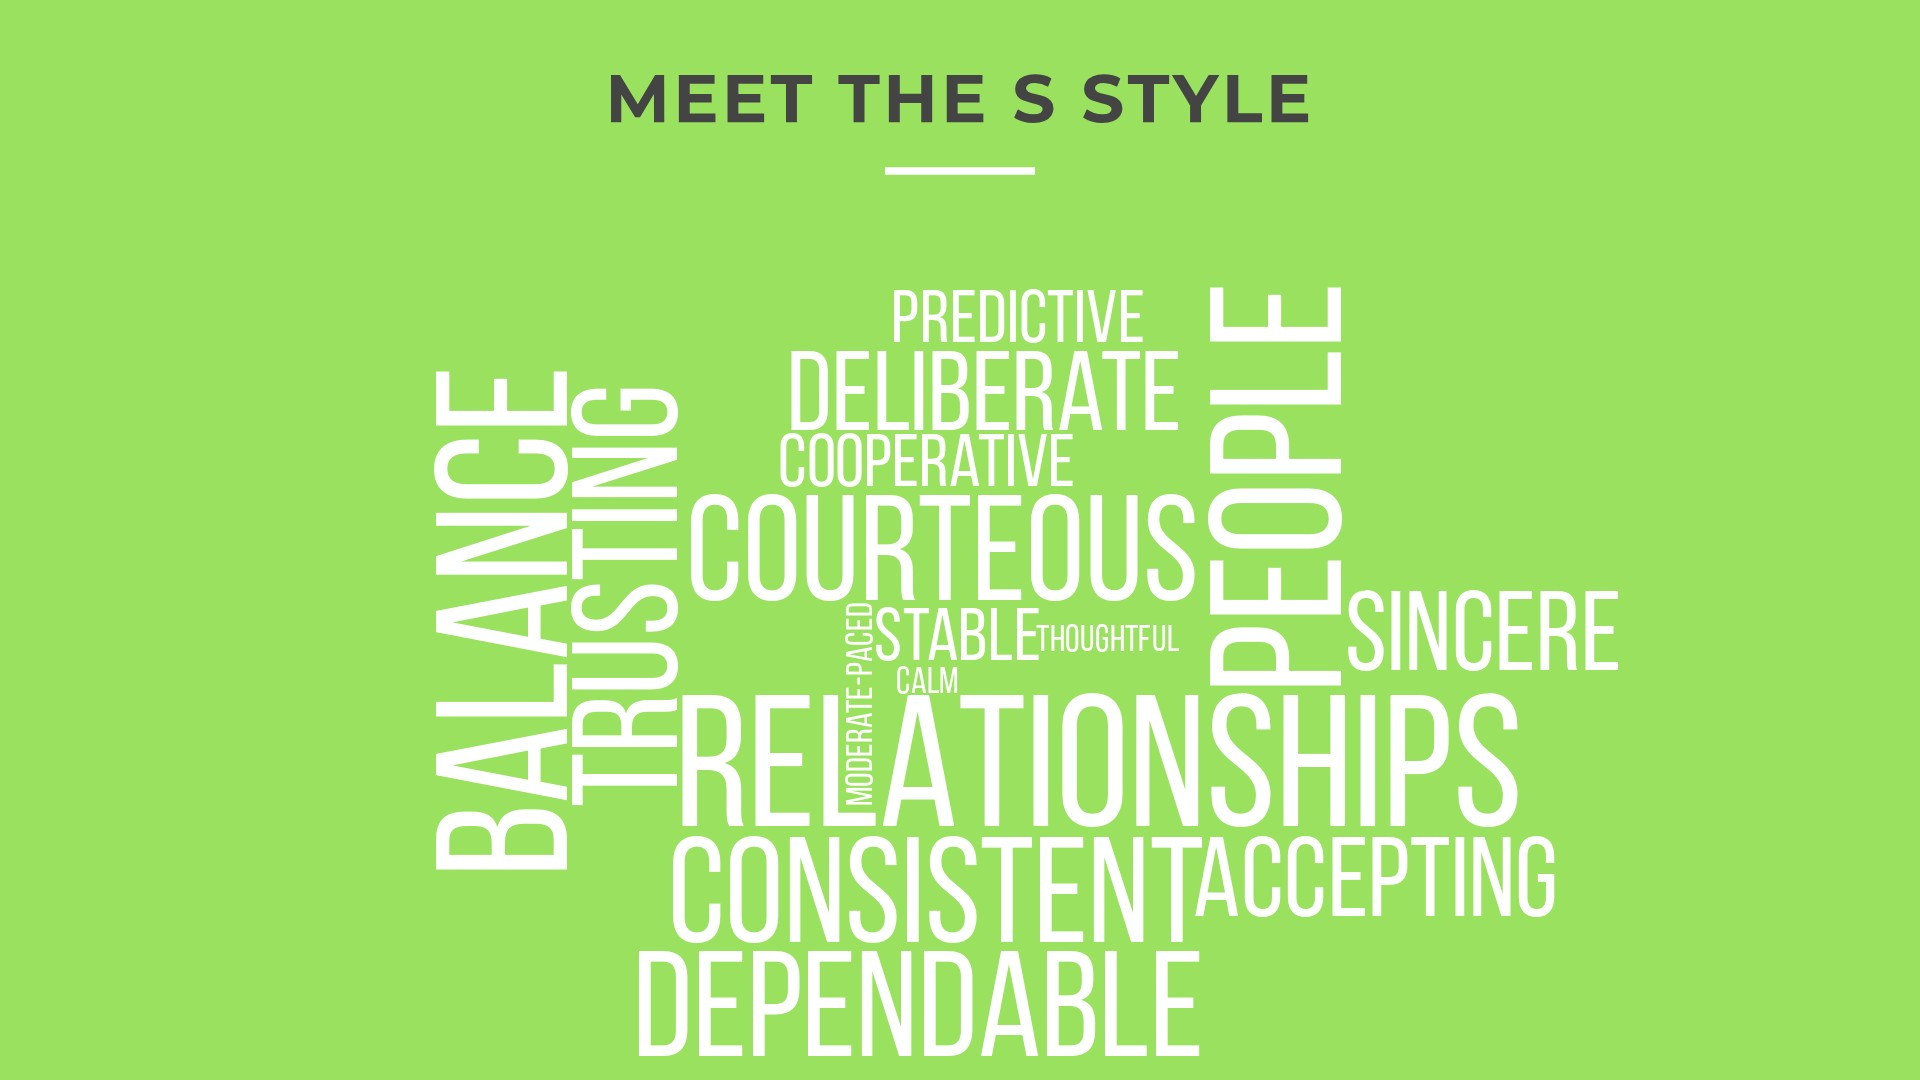 MEET THE S STYLE
PREDICTIVE
DELIBERATE
COOPERATIVE
COURTEOUS
BALANCE
TRUSTING
PEOPLE
SINCERE
STABLE
THOUGHTFUL
MODERATE-PACED
CALM
RELATIONSHIPS
CONSISTENT
ACCEPTING
DEPENDABLE